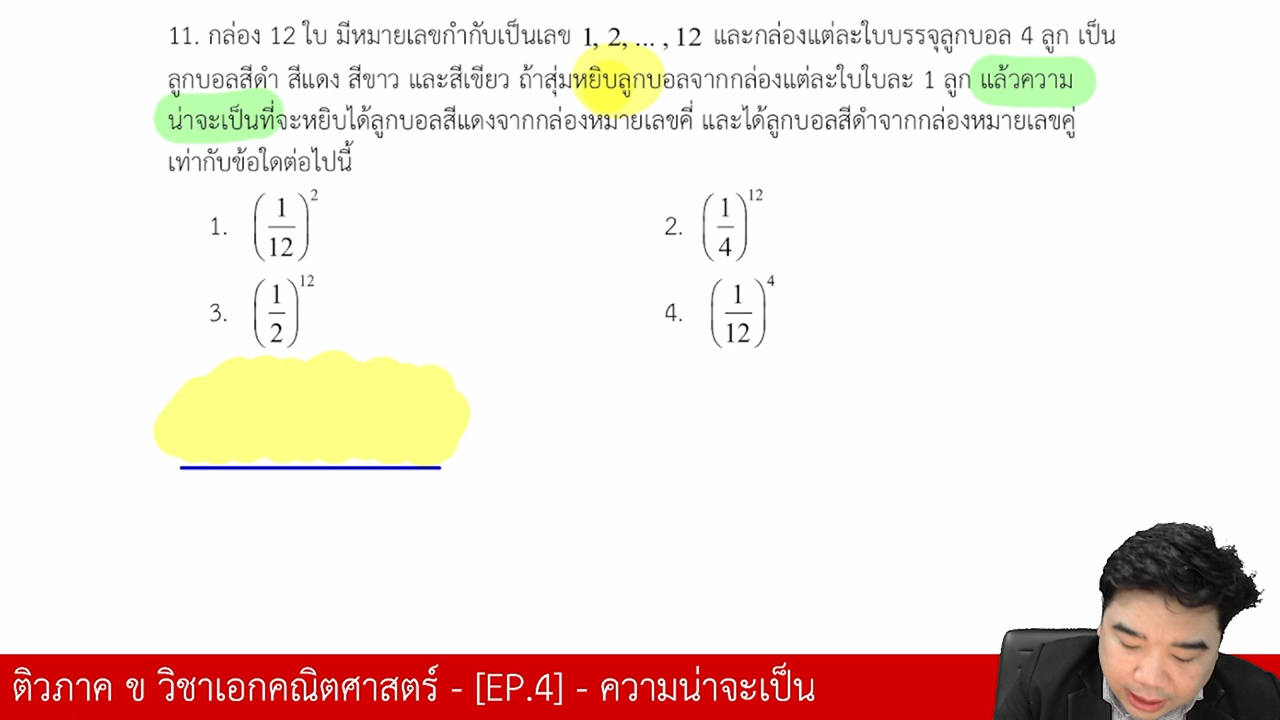 11. กล่อง 12 ใบ มีหมายเลขกำกับเป็นเลข 1, 2, ... , 12 และกล่องแต่ละใบบรรจุลูกบอล 4 ลูก เป็น
ลูกบอลสีดำ สีแดง สีขาว และสีเขียว ถ้าสุ่มหยิบลูกบอลจากกล่องแต่ละใบใบละ 1 ลูก แล้วความ
น่าจะเป็นที่จะหยิบได้ลูกบอลสีแดงจากกล่องหมายเลขคี่ และได้ลูกบอลสีดำจากกล่องหมายเลขคู่
เท่ากับข้อใดต่อไปนี้
1. (1/12)^2 2. (1/4)^12
3. (1/2)^12 4. (1/12)^4
ติวภาค ข วิชาเอกคณิตศาสตร์ - [EP.4] - ความน่าจะเป็น